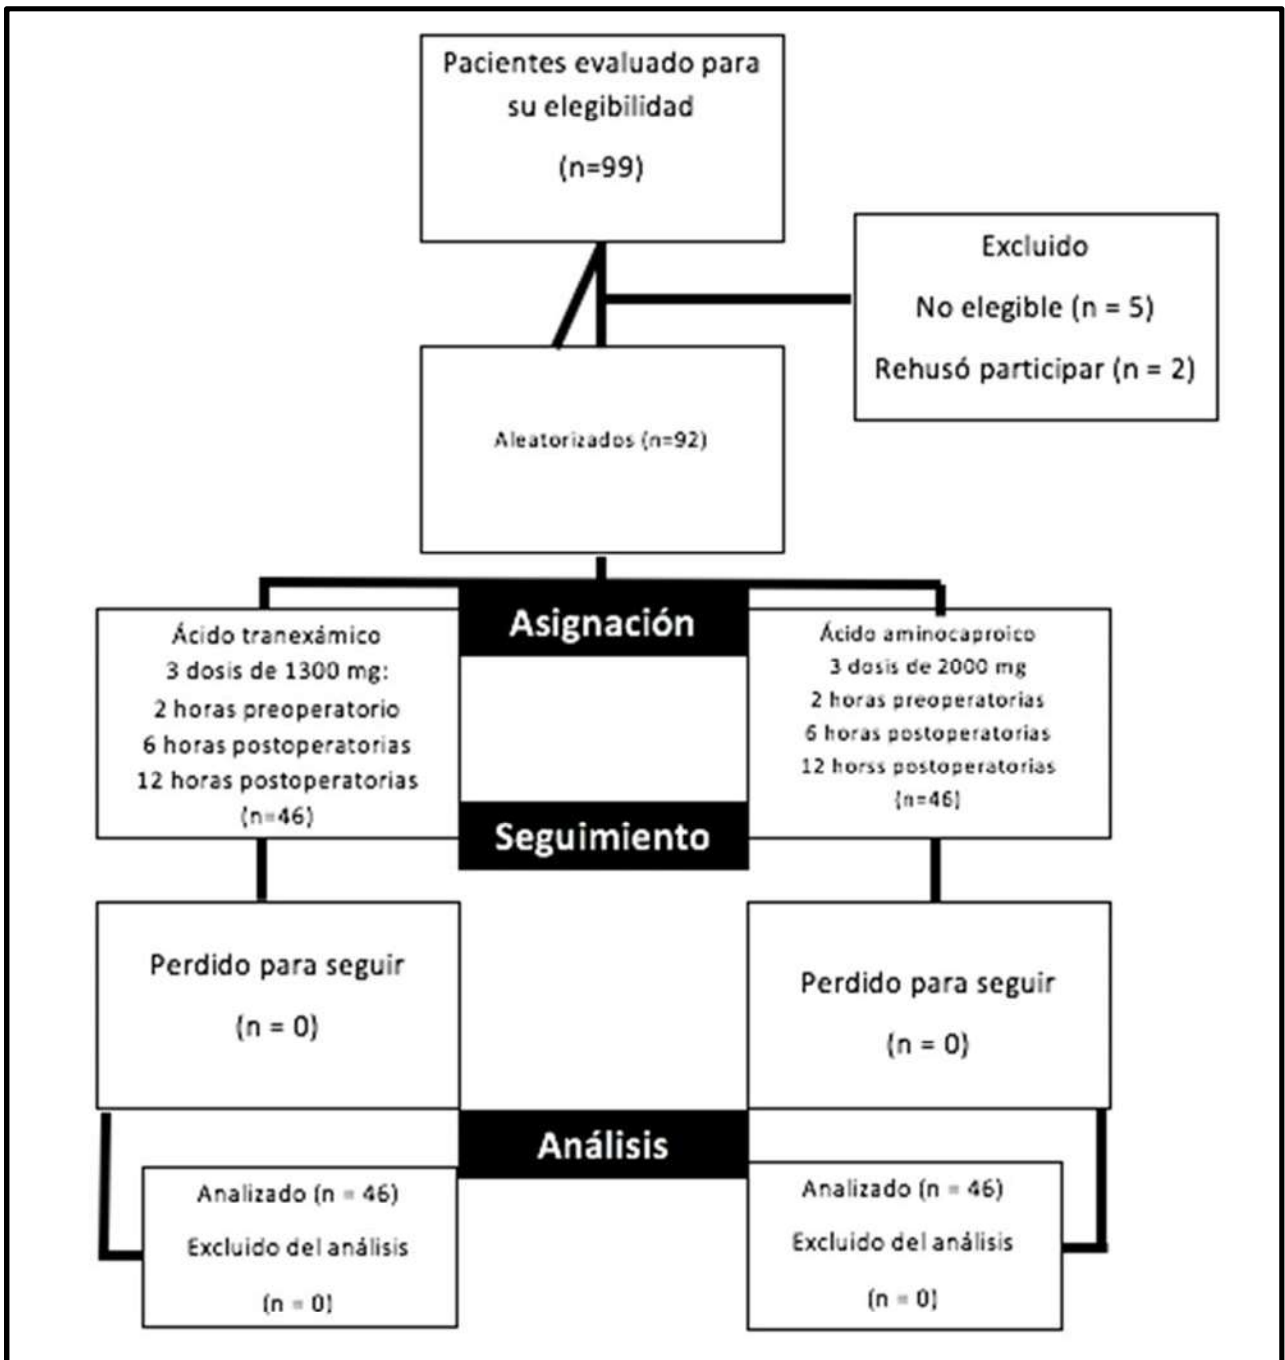 Pacientes evaluado para
su elegibilidad
(n=99)
Excluido
No elegible (n = 5)
Rehusó participar (n = 2)
Aleatorizados (n=92)
Asignación
Ácido tranexámico
3 dosis de 1300 mg:
2 horas preoperatorio
6 horas postoperatorias
12 horas postoperatorias
(n=46)
Ácido aminocaproico
3 dosis de 2000 mg
2 horas preoperatorias
6 horas postoperatorias
12 horss postoperatorias
(n=46)
Seguimiento
Perdido para seguir
(n = 0)
Perdido para seguir
(n = 0)
Análisis
Analizado (n = 46)
Excluido del análisis
(n = 0)
Analizado (n = 46)
Excluido del análisis
(n = 0)